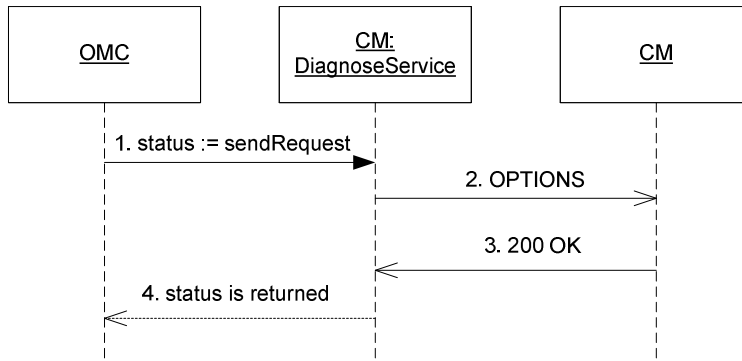 OMC
CM:
DiagnoseService
CM
1. status := sendRequest
2. OPTIONS
3. 200 OK
4. status is returned